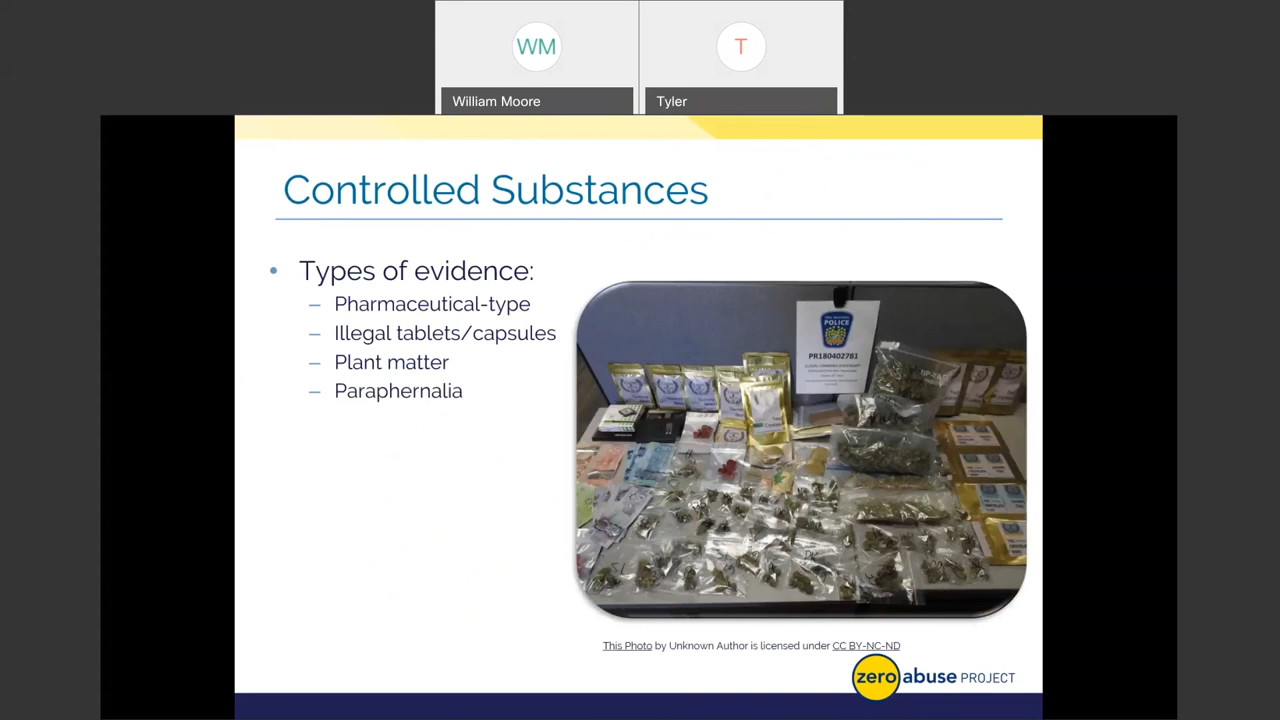 WM
T
William Moore
Tyler
Controlled Substances
• Types of evidence:
– Pharmaceutical-type
– Illegal tablets/capsules
– Plant matter
– Paraphernalia
POLICE
PR180402781
This Photo by Unknown Author is licensed under CC BY-NC-ND
zero abuse PROJECT